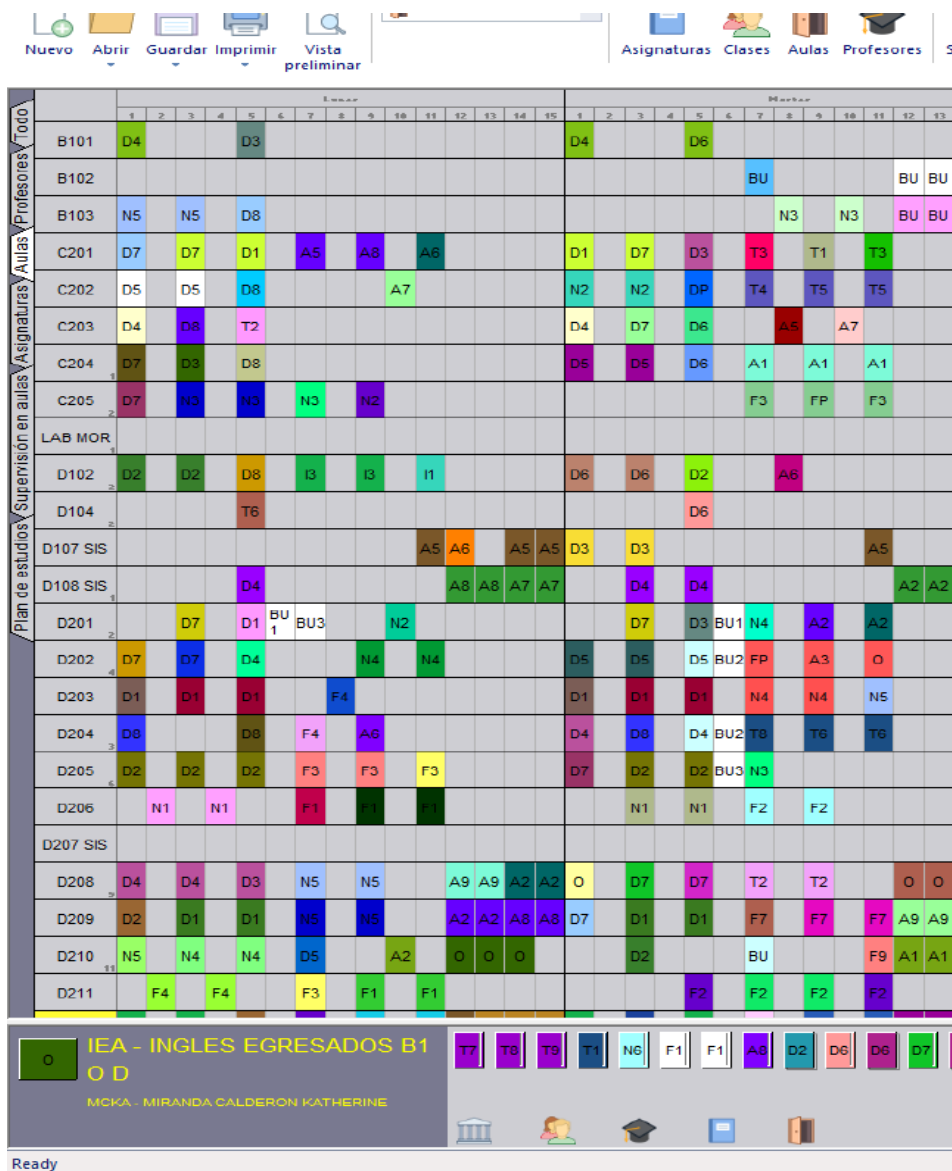 Nuevo Abrir Guardar Imprimir Vista preliminar Asignaturas Clases Aulas Profesores S
Todo
Profesores
Aulas
Asignaturas
Supervisión en aulas
Plan de estudios
Lunes Martes
1 2 3 4 5 6 7 8 9 10 11 12 13 14 15 1 2 3 4 5 6 7 8 9 10 11 12 13
B101 D4 D3 D4 D6
B102 BU BU BU
B103 N5 N5 D8 N3 N3 BU BU
C201 D7 D7 D1 A5 A8 A6 D1 D7 D3 T3 T1 T3
C202 D5 D5 D8 A7 N2 N2 DP T4 T5 T5
C203 D4 D8 T2 D4 D7 D6 A5 A7
C204 1 D7 D3 D8 D5 D5 D6 A1 A1 A1
C205 2 D7 N3 N3 N3 N2 F3 FP F3
LAB MOR 1
D102 2 D2 D2 D8 I3 I3 I1 D6 D6 D2 A6
D104 2 T6 D6
D107 SIS A5 A6 A5 A5 D3 D3 A5
D108 SIS 1 D4 A8 A8 A7 A7 D4 D4 A2 A2
D201 2 D7 D1 BU 1 BU3 N2 D7 D3 BU1 N4 A2 A2
D202 4 D7 D7 D4 N4 N4 D5 D5 D5 BU2 FP A3 O
D203 D1 D1 D1 F4 D1 D1 D1 N4 N4 N5
D204 3 D8 D8 F4 A6 D4 D8 D4 BU2 T8 T6 T6
D205 6 D2 D2 D2 F3 F3 F3 D7 D2 D2 BU3 N3
D206 N1 N1 F1 F1 F1 N1 N1 F2 F2
D207 SIS
D208 5 D4 D4 D3 N5 N5 A9 A9 A2 A2 O D7 D7 T2 T2 O O
D209 D2 D1 D1 N5 N5 A2 A2 A8 A8 D7 D1 D1 F7 F7 F7 A9 A9
D210 11 N5 N4 N4 D5 A2 O O O D2 BU F9 A1 A1
D211 F4 F4 F3 F1 F1 F2 F2 F2 F2
O IEA - INGLES EGRESADOS B1
O D
MCKA - MIRANDA CALDERON KATHERINE
T7 T8 T9 T1 N6 F1 F1 A8 D2 D6 D6 D7
Ready